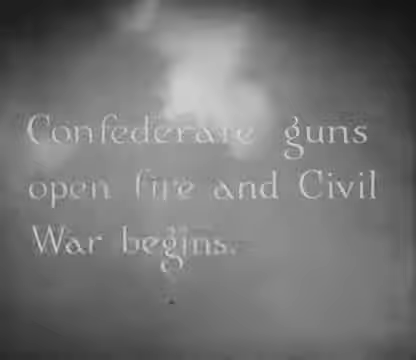 Confederate guns
open fire and Civil
War begins.